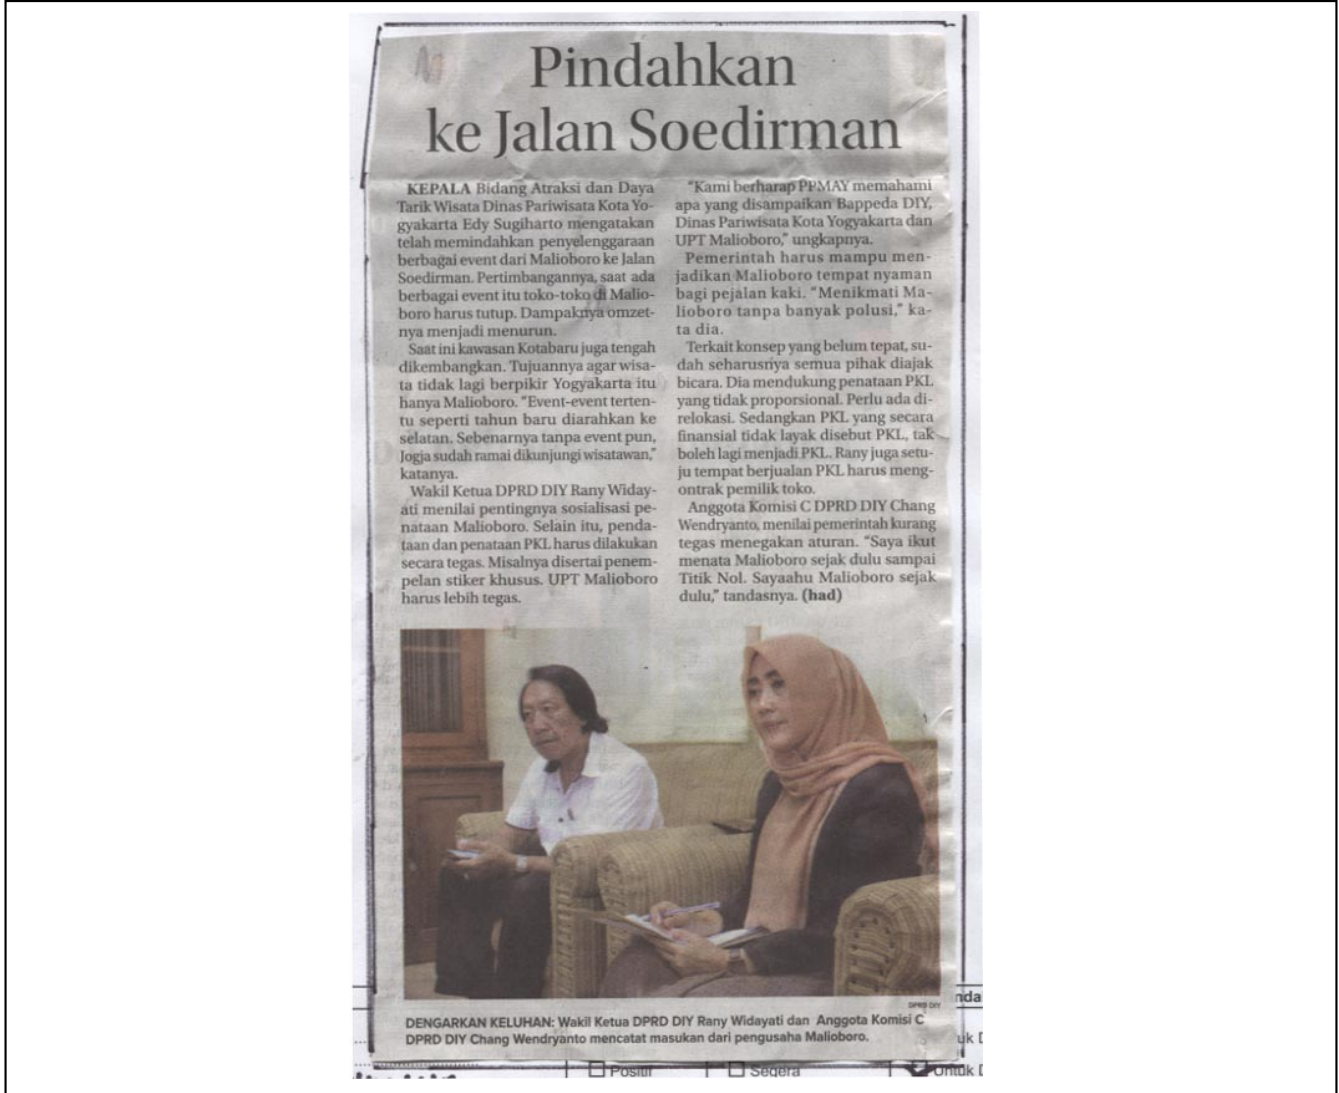 Pindahkan
ke Jalan Soedirman
KEPALA Bidang Atraksi dan Daya
Tarik Wisata Dinas Pariwisata Kota Yo-
gyakarta Edy Sugiharto mengatakan
telah memindahkan penyelenggaraan
berbagai event dari Malioboro ke Jalan
Soedirman. Pertimbangannya, saat ada
berbagai event itu toko-toko di Malio-
boro harus tutup. Dampaknya omzet-
nya menjadi menurun.
Saat ini kawasan Kotabaru juga tengah
dikembangkan. Tujuannya agar wisa-
ta tidak lagi berpikir Yogyakarta itu
hanya Malioboro. “Event-event terten-
tu seperti tahun baru diarahkan ke
selatan. Sebenarnya tanpa event pun,
Jogja sudah ramai dikunjungi wisatawan,”
katanya.
Wakil Ketua DPRD DIY Rany Widay-
ati menilai pentingnya sosialisasi pe-
nataan Malioboro. Selain itu, penda-
taan dan penataan PKL harus dilakukan
secara tegas. Misalnya disertai penem-
pelan stiker khusus. UPT Malioboro
harus lebih tegas.
“Kami berharap PPMAY memahami
apa yang disampaikan Bappeda DIY,
Dinas Pariwisata Kota Yogyakarta dan
UPT Malioboro,” ungkapnya.
Pemerintah harus mampu men-
jadikan Malioboro tempat nyaman
bagi pejalan kaki. “Menikmati Ma-
lioboro tanpa banyak polusi,” ka-
ta dia.
Terkait konsep yang belum tepat, su-
dah seharusnya semua pihak diajak
bicara. Dia mendukung penataan PKL
yang tidak proporsional. Perlu ada di-
relokasi. Sedangkan PKL yang secara
finansial tidak layak disebut PKL, tak
boleh lagi menjadi PKL. Rany juga setu-
ju tempat berjualan PKL harus meng-
ontrak pemilik toko.
Anggota Komisi C DPRD DIY Chang
Wendryanto, menilai pemerintah kurang
tegas menegakan aturan. “Saya ikut
menata Malioboro sejak dulu sampai
Titik Nol. Sayaahu Malioboro sejak
dulu,” tandasnya. (had)
DPRD DIY
DENGARKAN KELUHAN: Wakil Ketua DPRD DIY Rany Widayati dan Anggota Komisi C
DPRD DIY Chang Wendryanto mencatat masukan dari pengusaha Malioboro.
nda
uk D
Positif
Segera
Untuk D